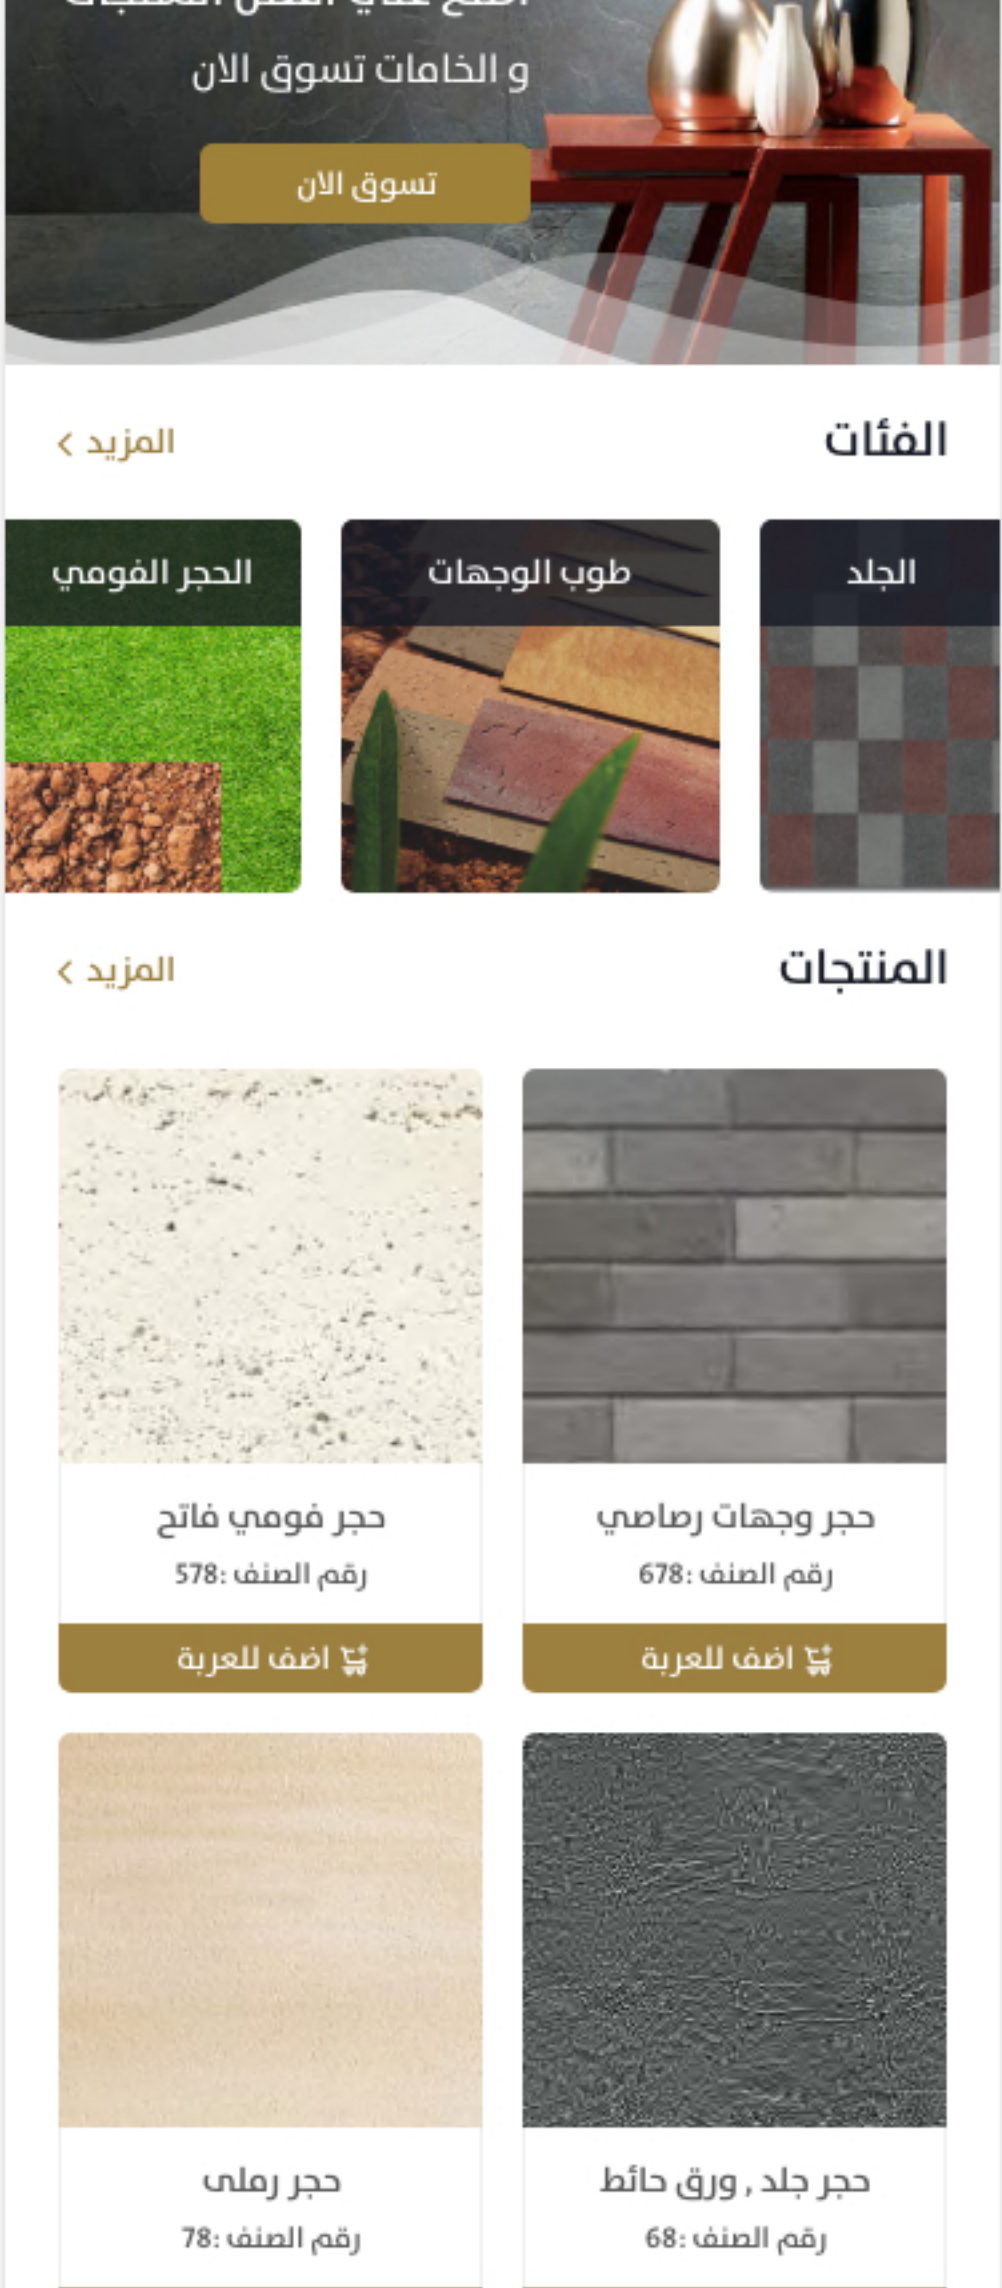 و الخامات تسوق الان
تسوق الان
الفئات
المزيد
الجلد
طوب الوجهات
الحجر الفومي
المنتجات
المزيد
حجر وجهات رصاصي
رقم الصنف :678
اضف للعربة
حجر فومي فاتح
رقم الصنف :578
اضف للعربة
حجر جلد , ورق حائط
رقم الصنف :68
حجر رملى
رقم الصنف :78